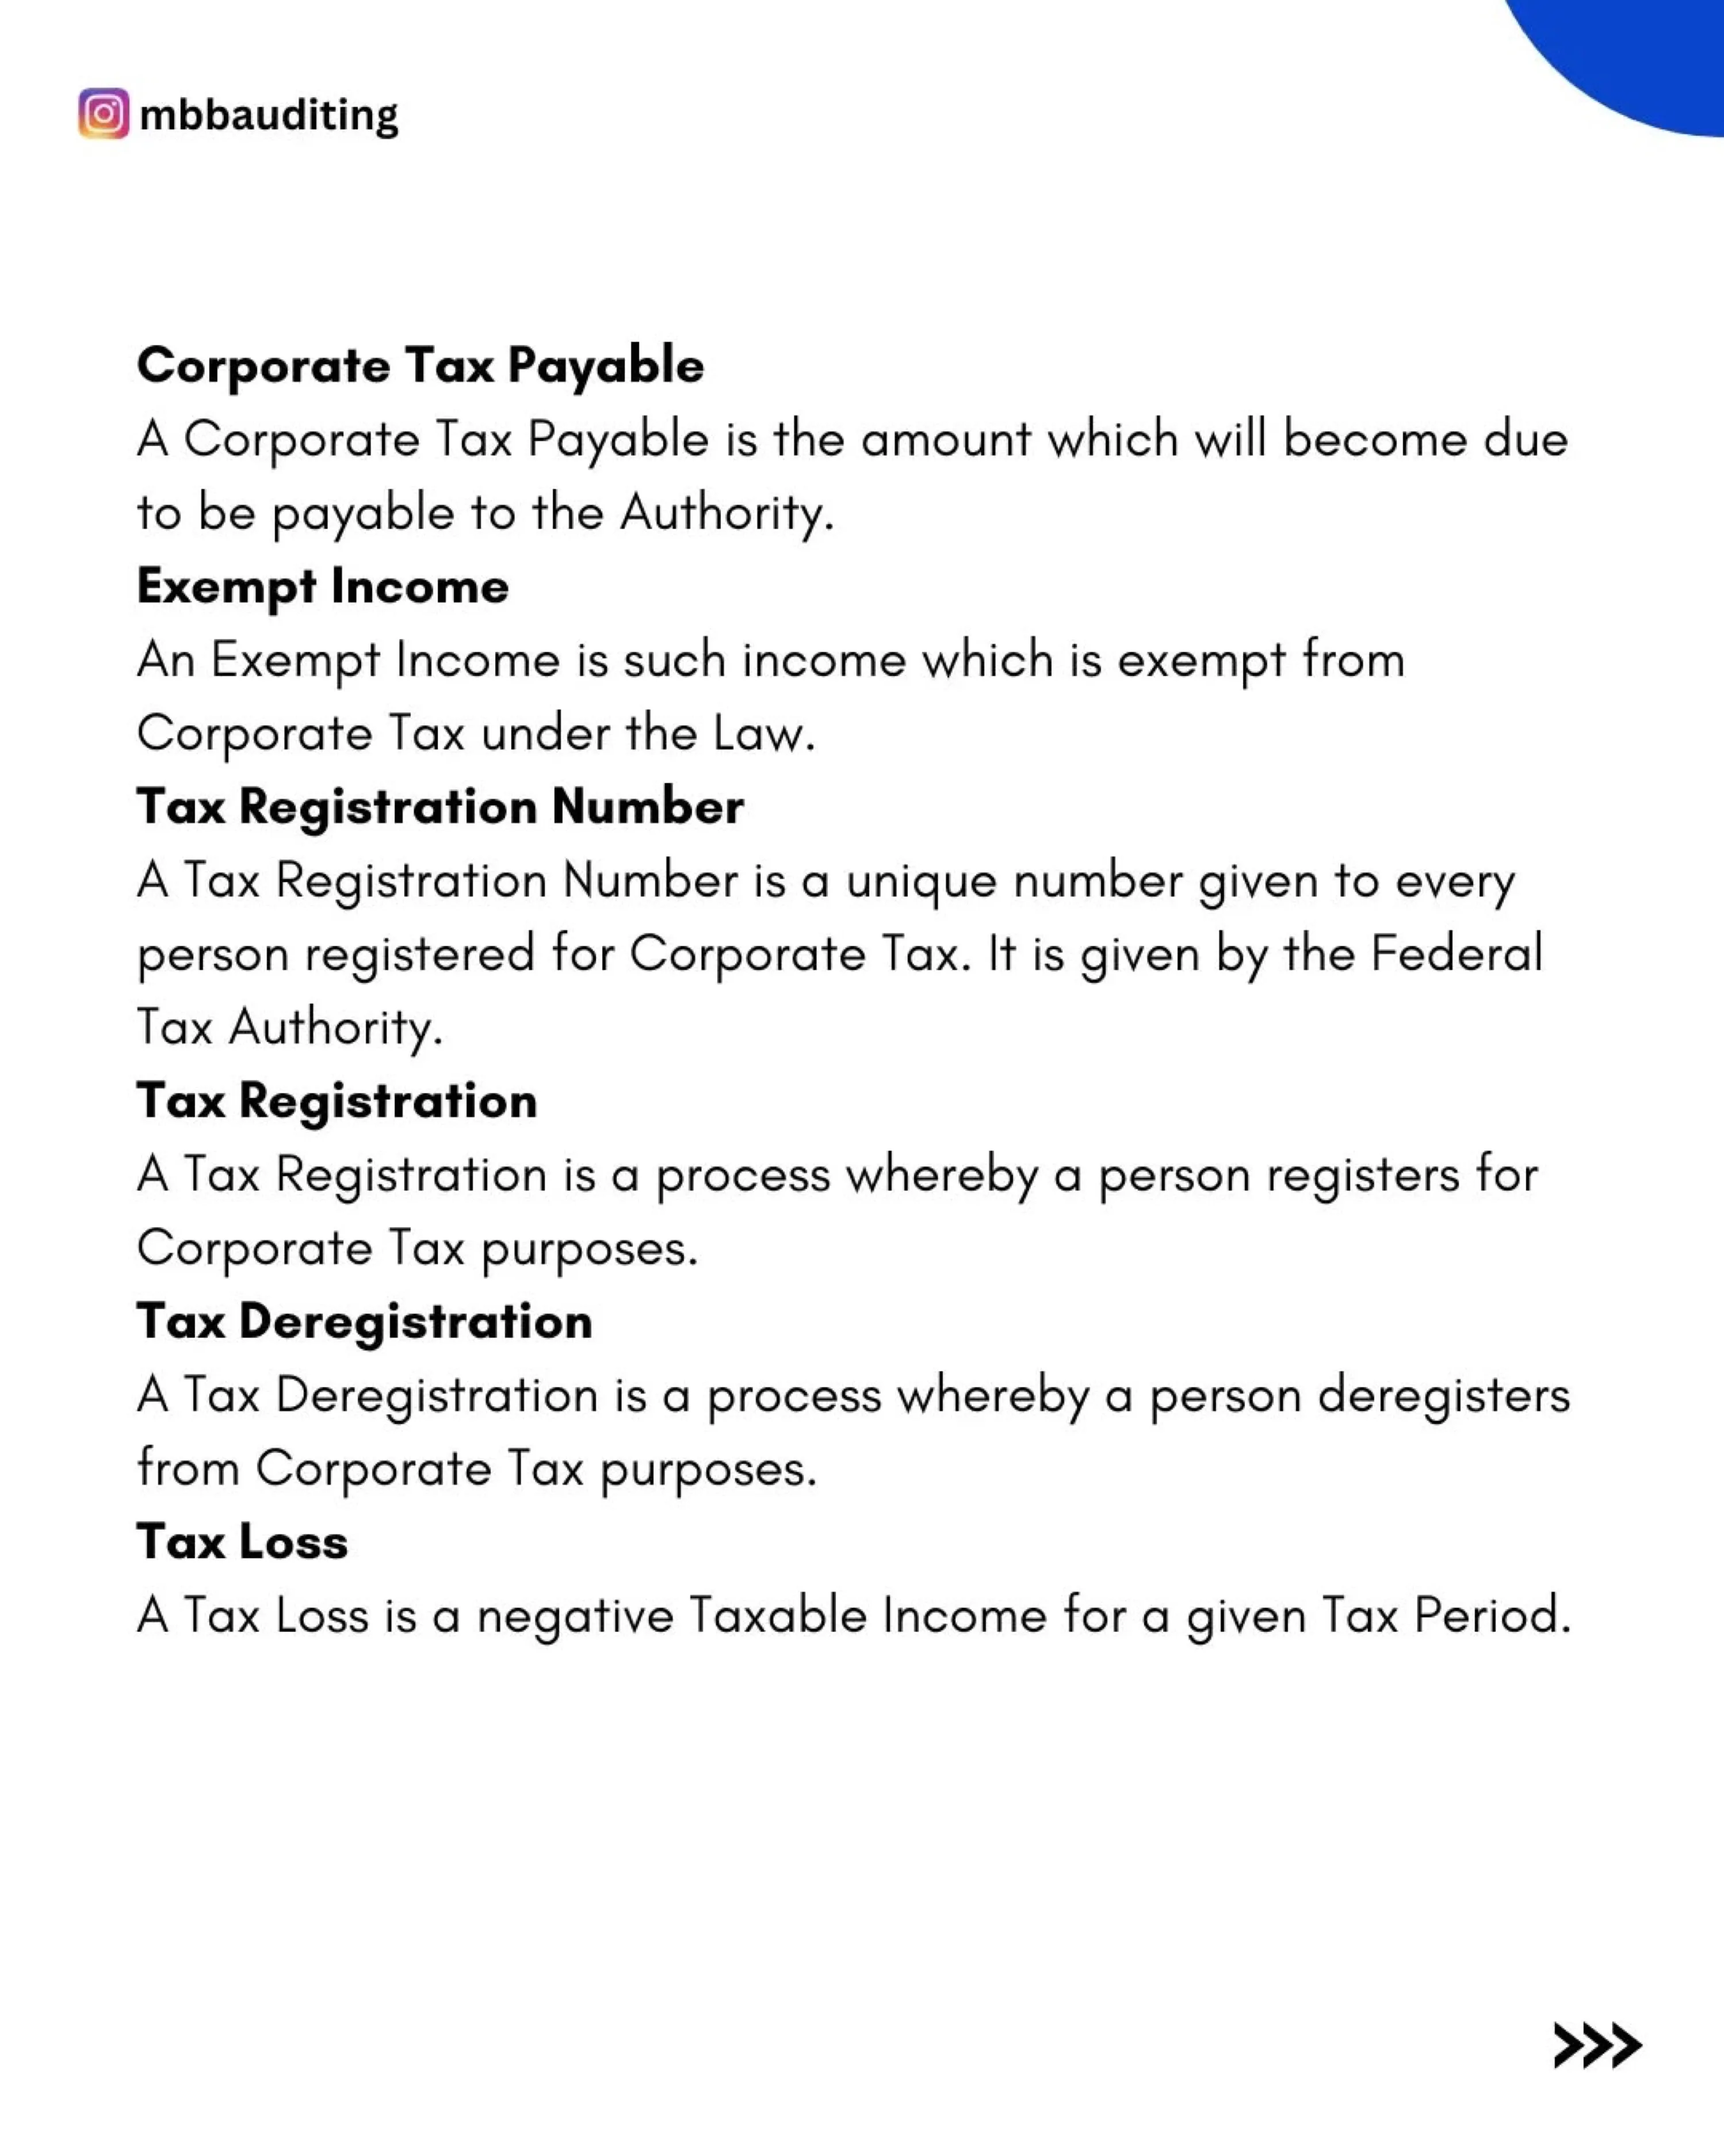 mbbauditing
Corporate Tax Payable
A Corporate Tax Payable is the amount which will become due
to be payable to the Authority.
Exempt Income
An Exempt Income is such income which is exempt from
Corporate Tax under the Law.
Tax Registration Number
A Tax Registration Number is a unique number given to every
person registered for Corporate Tax. It is given by the Federal
Tax Authority.
Tax Registration
A Tax Registration is a process whereby a person registers for
Corporate Tax purposes.
Tax Deregistration
A Tax Deregistration is a process whereby a person deregisters
from Corporate Tax purposes.
Tax Loss
A Tax Loss is a negative Taxable Income for a given Tax Period.